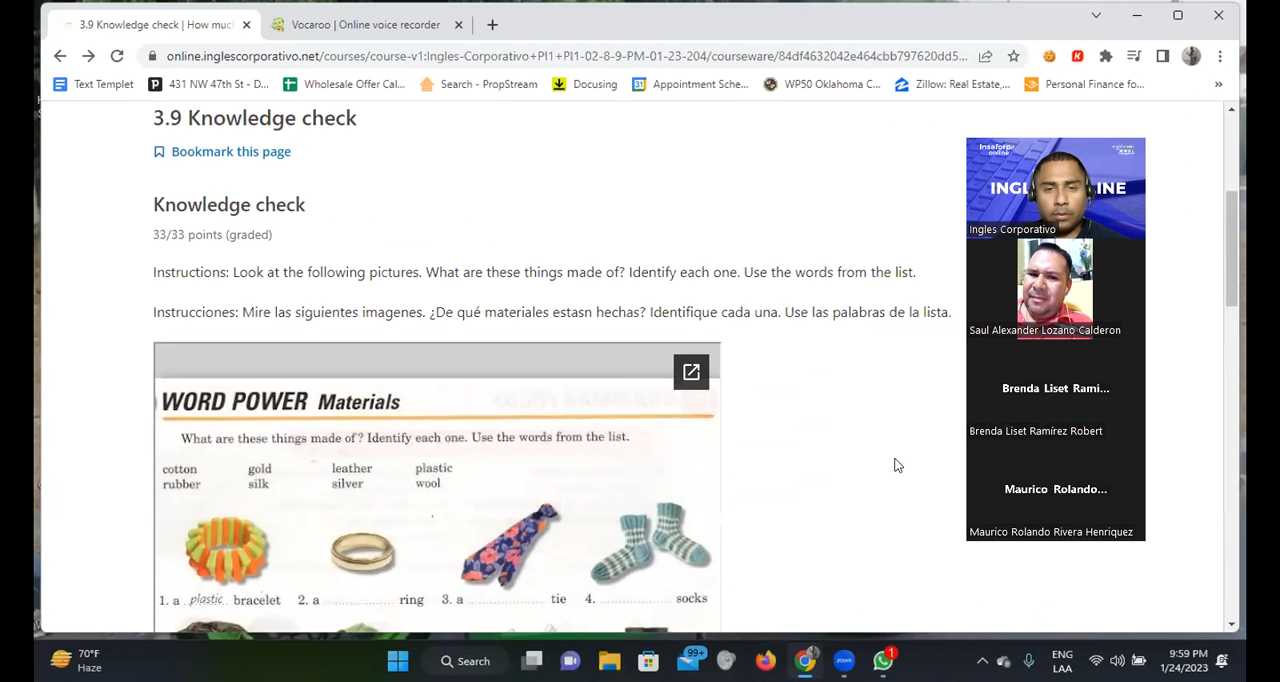 3.9 Knowledge check | How muc
Vocaroo | Online voice recorder
online.inglescorporativo.net/courses/course-v1:Ingles-Corporativo+PI1+PI1-02-8-9-PM-01-23-204/courseware/84df4632042e464cbb797620dd5...
Text Templet
431 NW 47th St - D...
Wholesale Offer Cal...
Search - PropStream
Docusing
Appointment Sche...
WP50 Oklahoma C...
Zillow: Real Estate,...
Personal Finance fo...
»
3.9 Knowledge check
Bookmark this page
Knowledge check
33/33 points (graded)
Instructions: Look at the following pictures. What are these things made of? Identify each one. Use the words from the list.
Instrucciones: Mire las siguientes imagenes. ¿De qué materiales estasn hechas? Identifique cada una. Use las palabras de la lista.
WORD POWER Materials
What are these things made of? Identify each one. Use the words from the list.
cotton gold leather plastic
rubber silk silver wool
1. a plastic bracelet 2. a ............ ring 3. a ............ tie 4. ............ socks
INGL INE
Ingles Corporativo
Saul Alexander Lozano Calderon
Brenda Liset Rami...
Brenda Liset Ramírez Robert
Maurico Rolando...
Maurico Rolando Rivera Henriquez
70°F
Haze
Search
99+
zoom
1
ENG
LAA
9:59 PM
1/24/2023